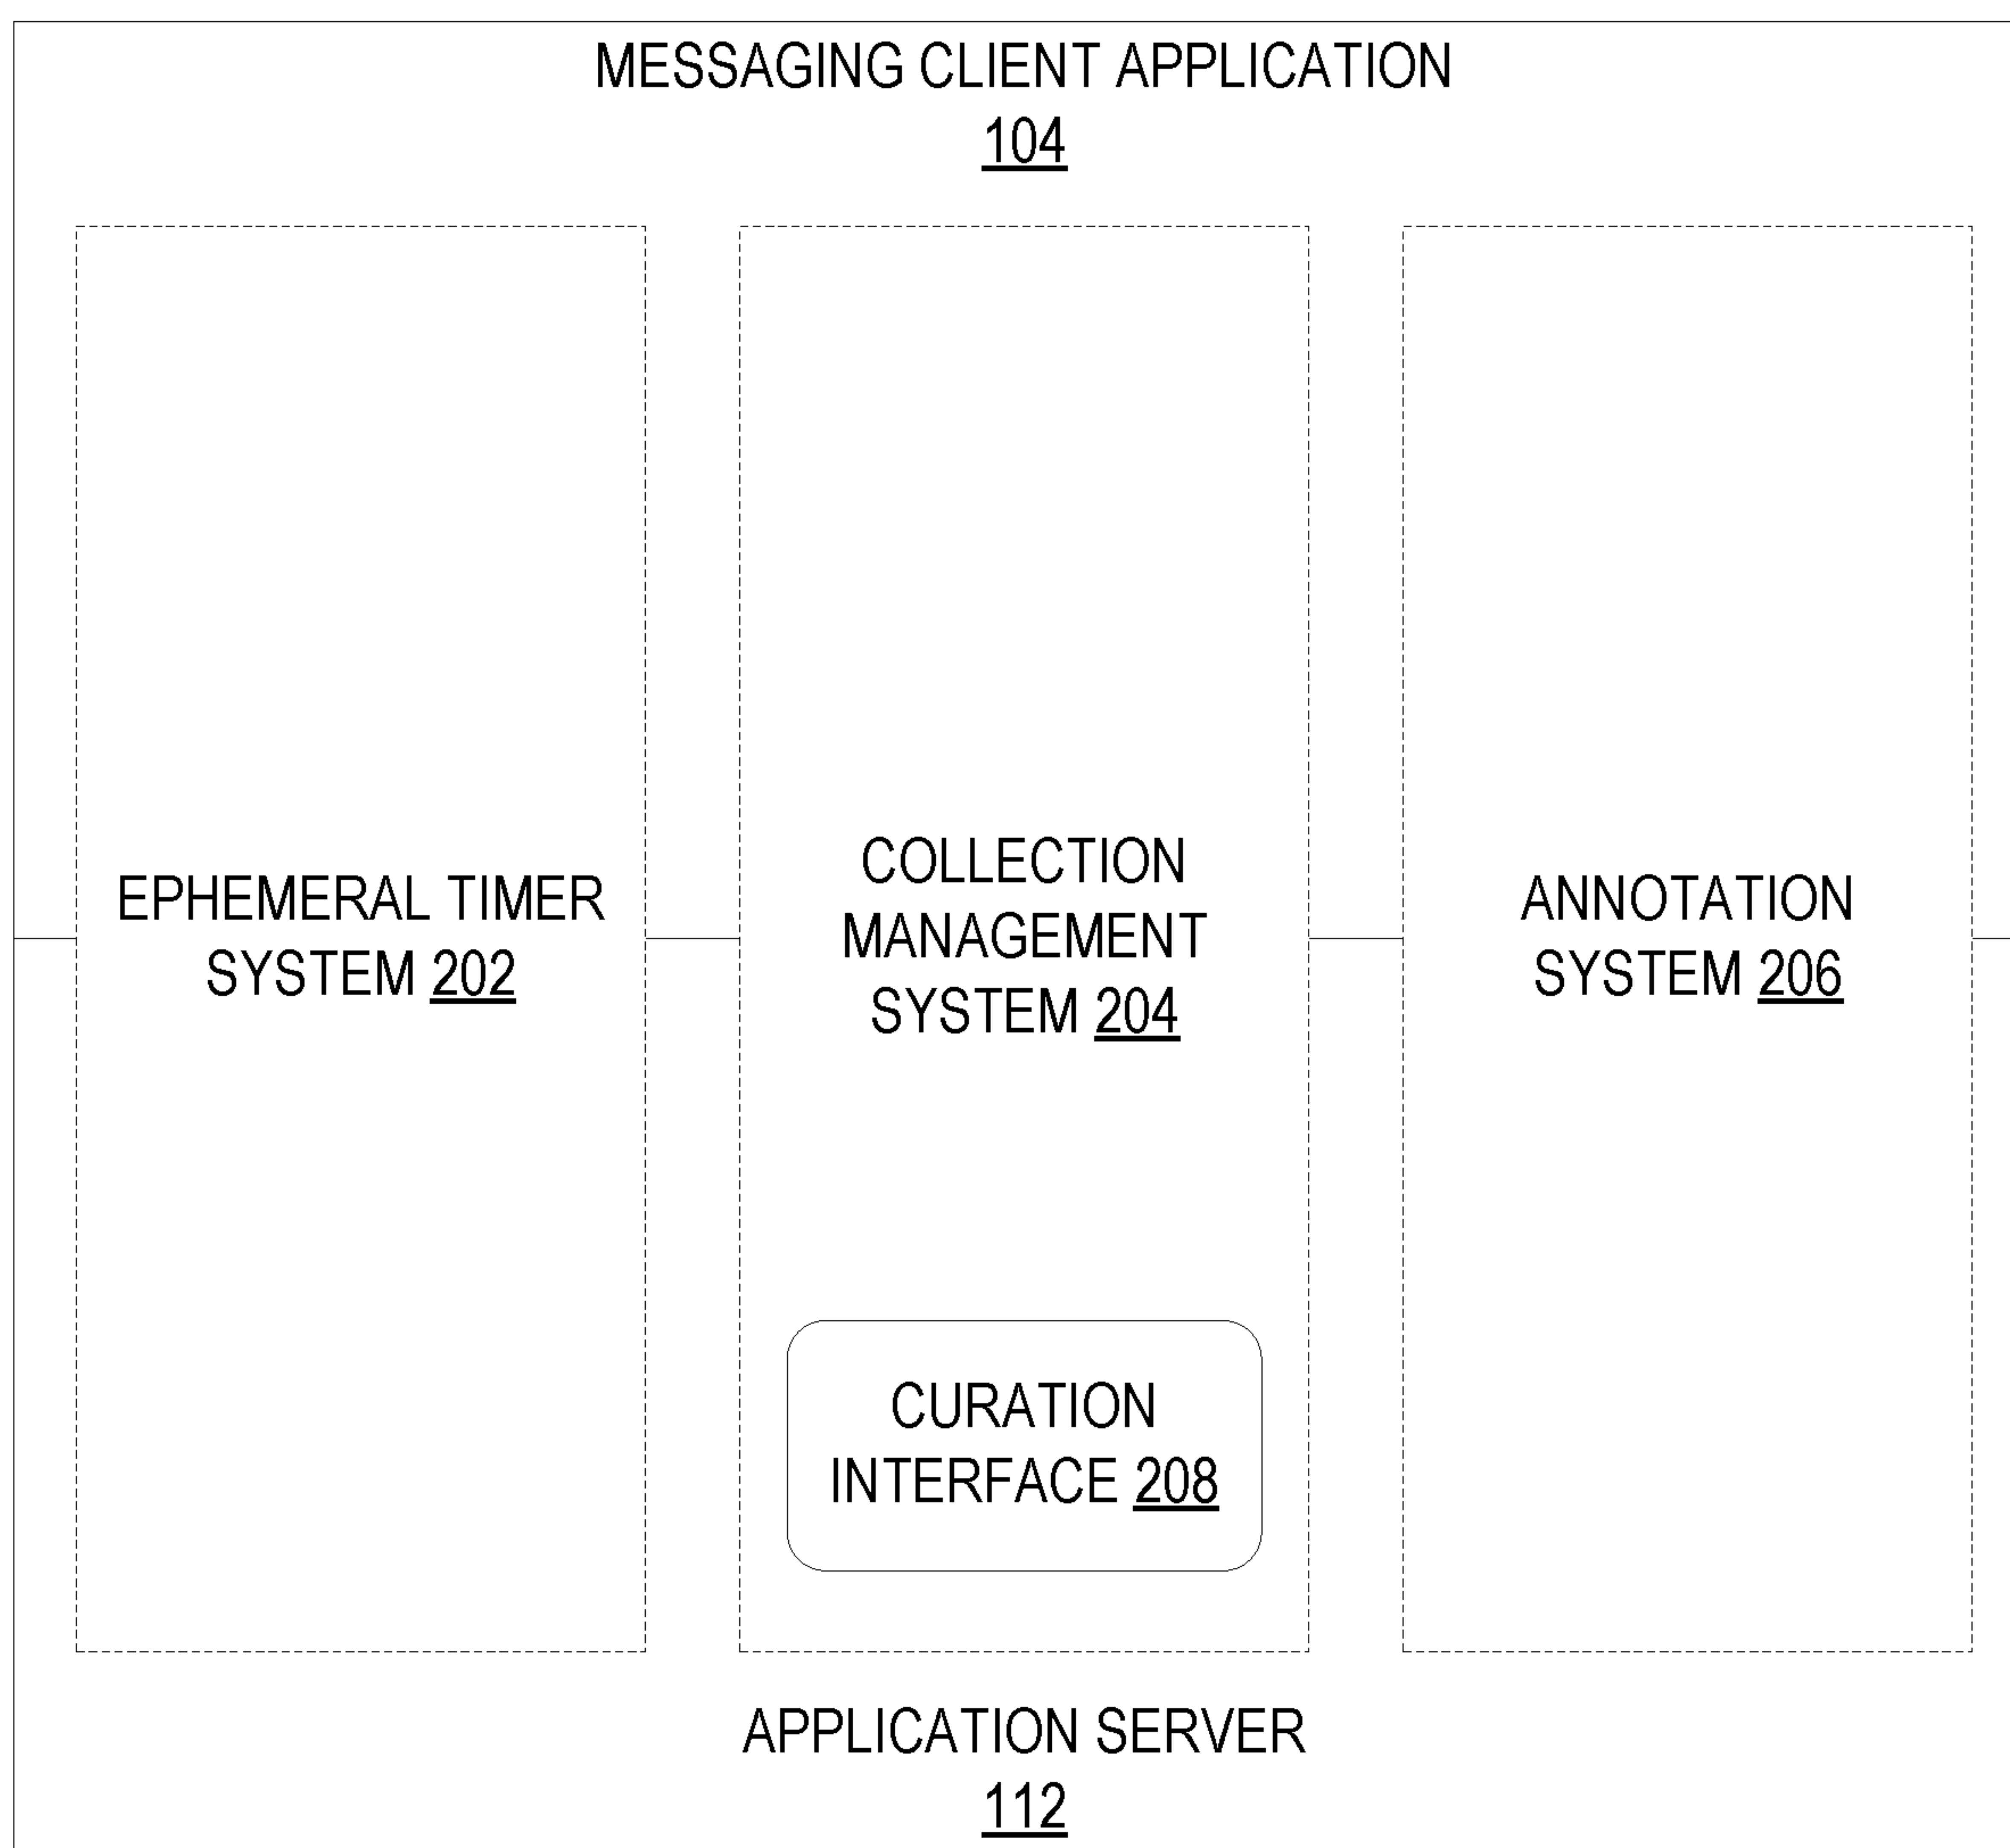 MESSAGING CLIENT APPLICATION
104
EPHEMERAL TIMER
SYSTEM 202
COLLECTION
MANAGEMENT
SYSTEM 204
ANNOTATION
SYSTEM 206
CURATION
INTERFACE 208
APPLICATION SERVER
112